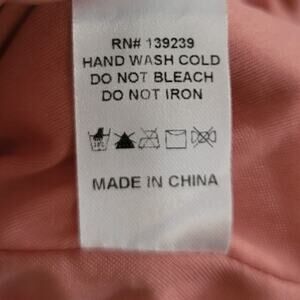 RN# 139239
HAND WASH COLD
DO NOT BLEACH
DO NOT IRON
MADE IN CHINA